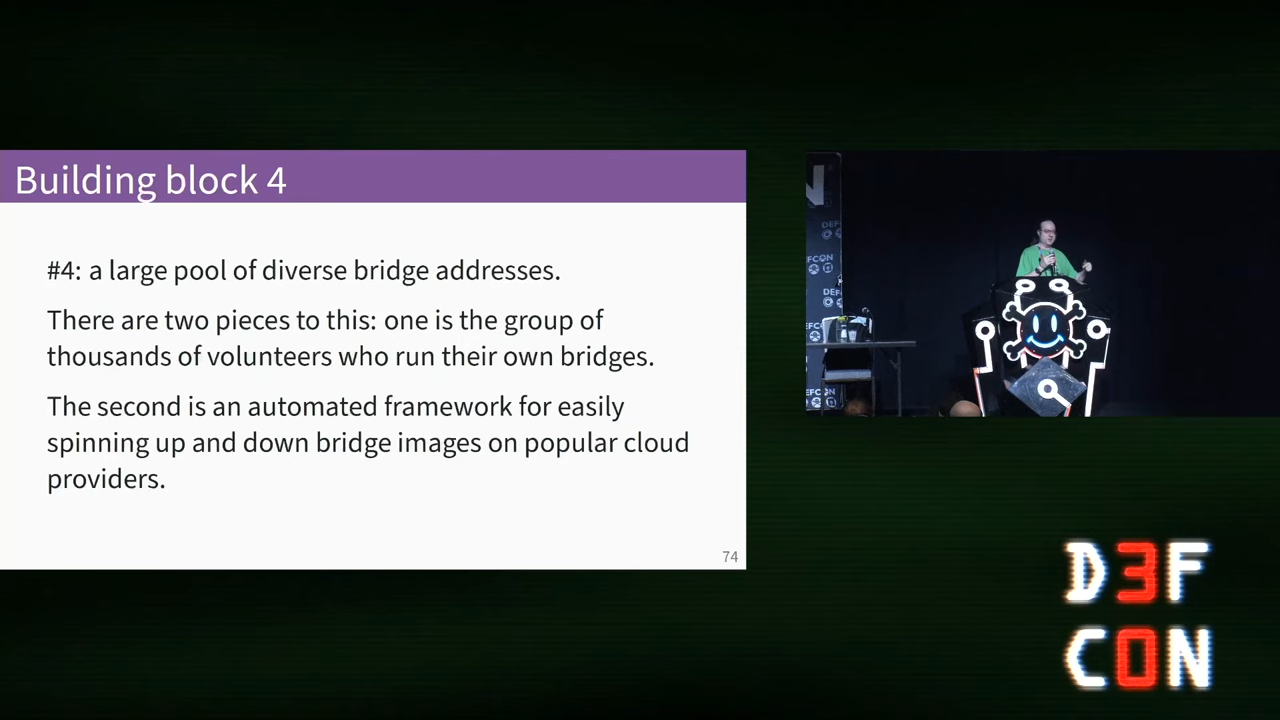 Building block 4
#4: a large pool of diverse bridge addresses.
There are two pieces to this: one is the group of
thousands of volunteers who run their own bridges.
The second is an automated framework for easily
spinning up and down bridge images on popular cloud
providers.
74
D3F
C0N